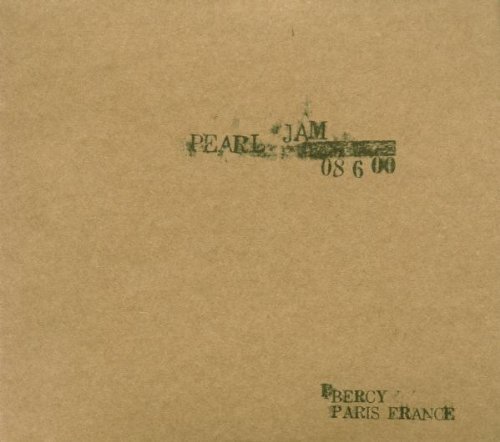 PEARL JAM
08 6 00
BERCY
PARIS FRANCE